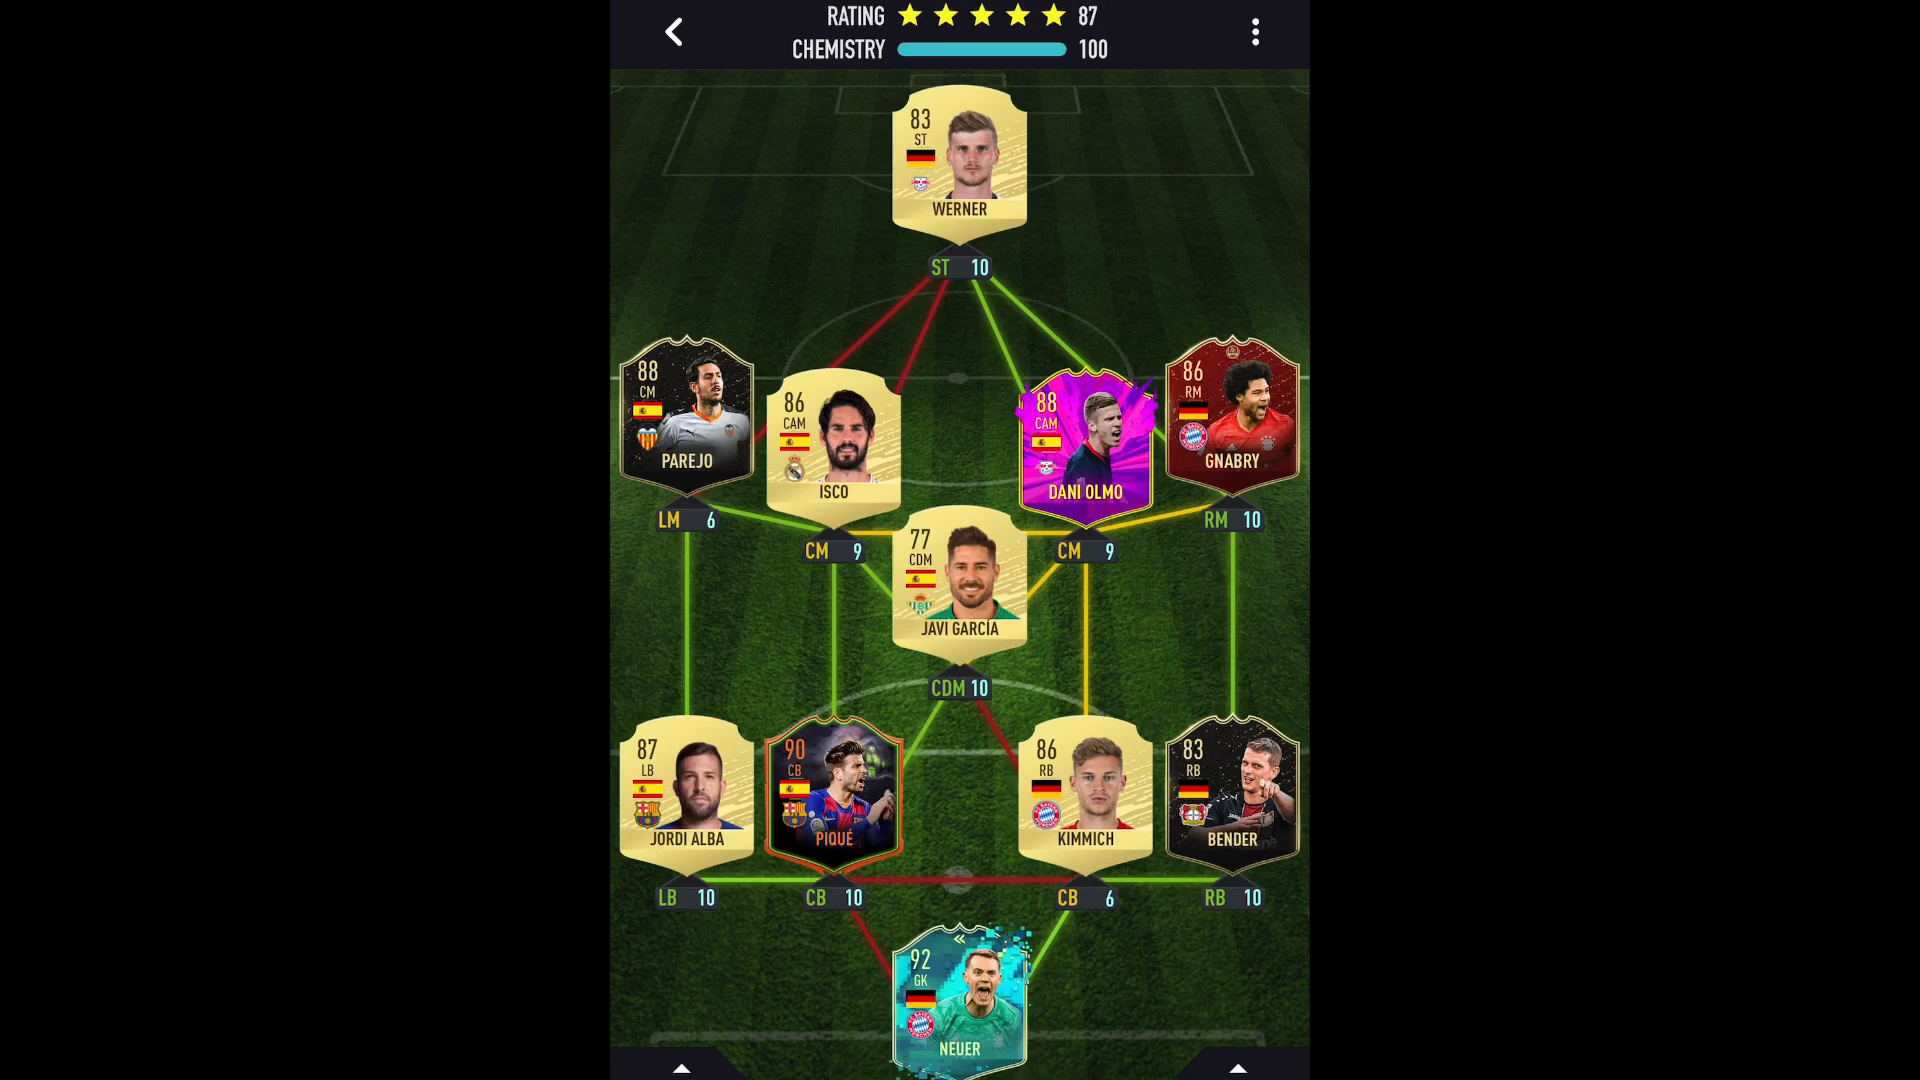 RATING 87
CHEMISTRY 100
83
ST
WERNER
ST 10
88
CM
PAREJO
LM 6
86
CAM
ISCO
CM 9
88
CAM
DANI OLMO
CM 9
86
RM
GNABRY
RM 10
77
CDM
JAVI GARCÍA
CDM 10
87
LB
JORDI ALBA
LB 10
90
CB
PIQUÉ
CB 10
86
RB
KIMMICH
CB 6
83
RB
BENDER
RB 10
92
GK
NEUER